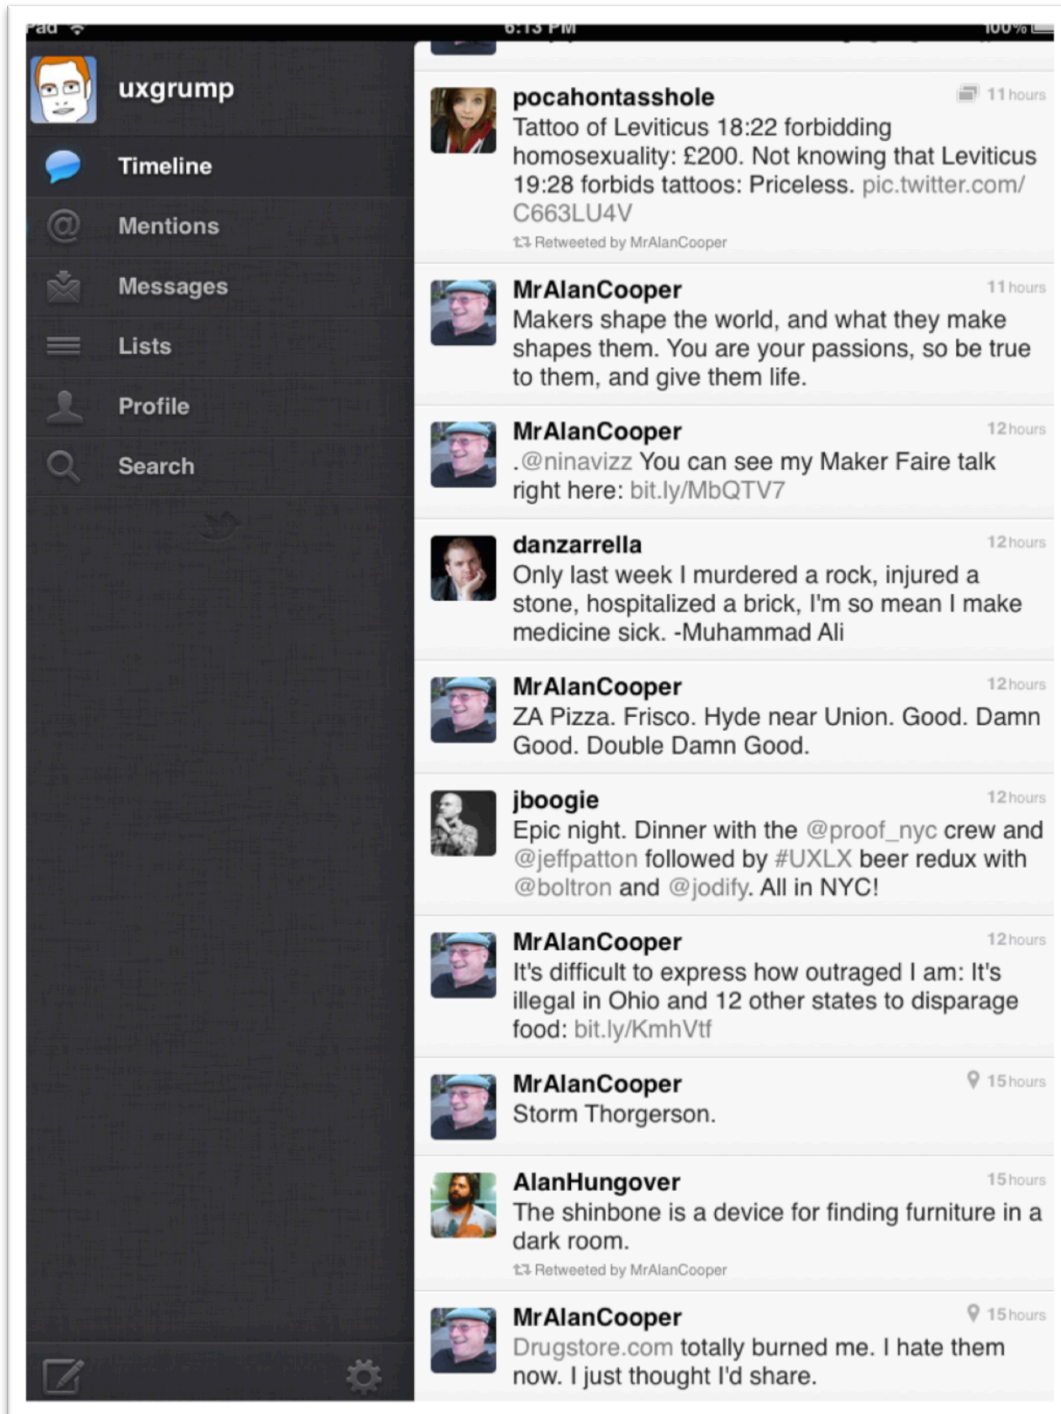 6:13 PM
100%
uxgrump
Timeline
Mentions
Messages
Lists
Profile
Search
pocahontasshole
11 hours
Tattoo of Leviticus 18:22 forbidding
homosexuality: £200. Not knowing that Leviticus
19:28 forbids tattoos: Priceless. pic.twitter.com/
C663LU4V
Retweeted by MrAlanCooper
MrAlanCooper
11 hours
Makers shape the world, and what they make
shapes them. You are your passions, so be true
to them, and give them life.
MrAlanCooper
12 hours
.@ninavizz You can see my Maker Faire talk
right here: bit.ly/MbQTV7
danzarrella
12 hours
Only last week I murdered a rock, injured a
stone, hospitalized a brick, I'm so mean I make
medicine sick. -Muhammad Ali
MrAlanCooper
12 hours
ZA Pizza. Frisco. Hyde near Union. Good. Damn
Good. Double Damn Good.
jboogie
12 hours
Epic night. Dinner with the @proof_nyc crew and
@jeffpatton followed by #UXLX beer redux with
@boltron and @jodify. All in NYC!
MrAlanCooper
12 hours
It's difficult to express how outraged I am: It's
illegal in Ohio and 12 other states to disparage
food: bit.ly/KmhVtf
MrAlanCooper
15 hours
Storm Thorgerson.
AlanHungover
15 hours
The shinbone is a device for finding furniture in a
dark room.
Retweeted by MrAlanCooper
MrAlanCooper
15 hours
Drugstore.com totally burned me. I hate them
now. I just thought I'd share.